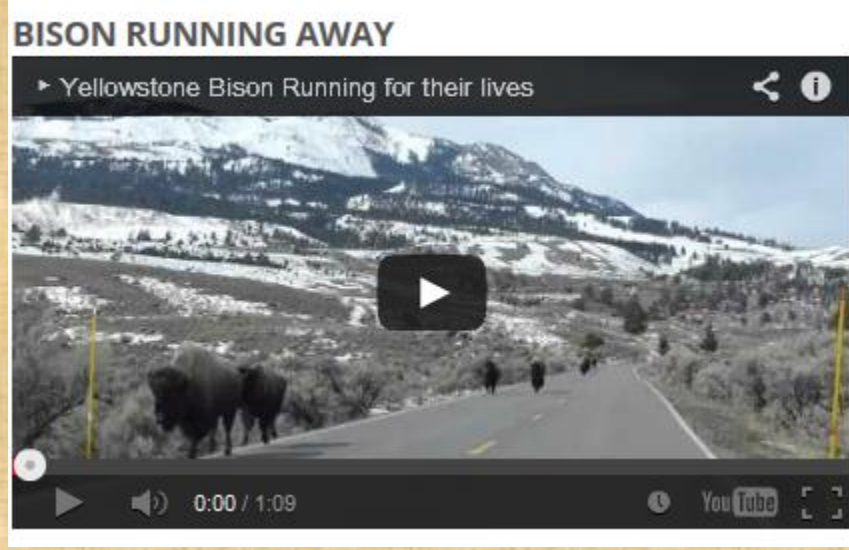 BISON RUNNING AWAY
Yellowstone Bison Running for their lives
0:00 / 1:09
YouTube